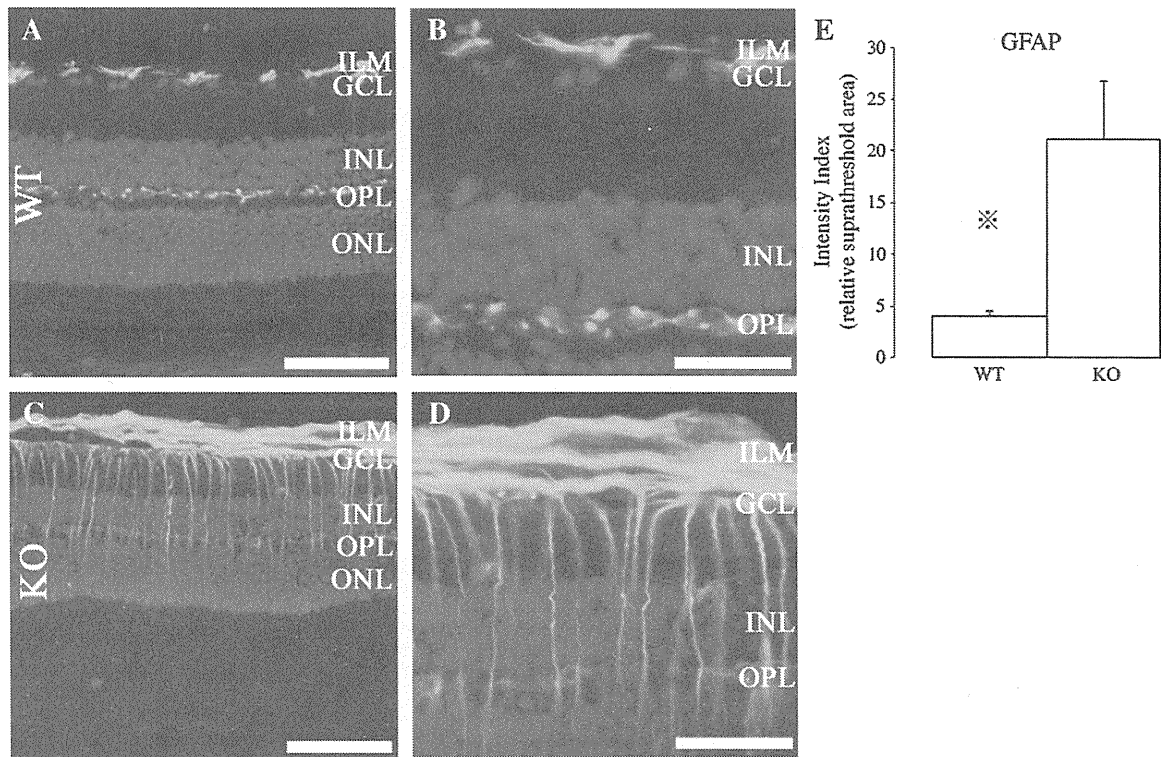 A
ILM
GCL
INL
OPL
ONL
WT
B
ILM
GCL
INL
OPL
C
ILM
GCL
INL
OPL
ONL
KO
D
ILM
GCL
INL
OPL
E
GFAP
Intensity Index
(relative suprathreshold area)
30
25
20
15
10
5
0
※
WT
KO